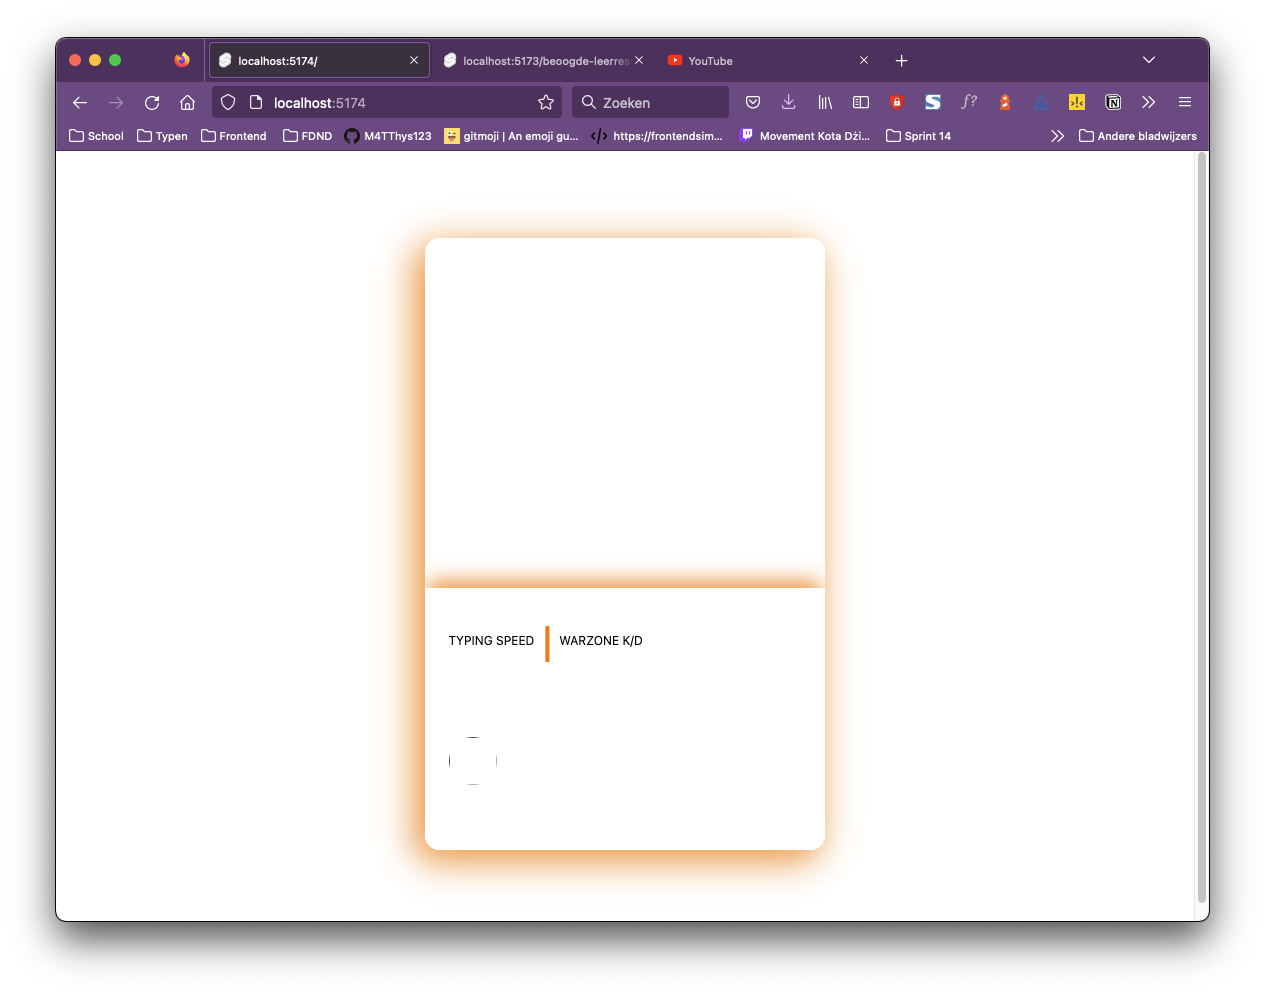 localhost:5174/
localhost:5173/beoogde-leerres
YouTube
localhost:5174
Zoeken
f?
S
N
School
Typen
Frontend
FDND
M4TThys123
gitmoji | An emoji gu…
https://frontendsim…
Movement Kota Dżi…
Sprint 14
Andere bladwijzers
TYPING SPEED
WARZONE K/D